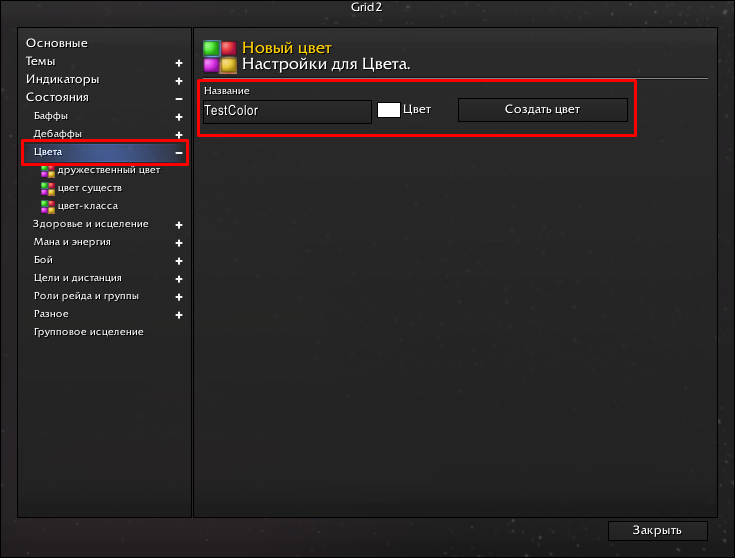 Grid2
Основные
Темы +
Индикаторы +
Состояния –
Баффы +
Дебаффы +
Цвета –
дружественный цвет
цвет существ
цвет-класса
Здоровье и исцеление +
Мана и энергия +
Бой +
Цели и дистанция +
Роли рейда и группы +
Разное +
Групповое исцеление
Новый цвет
Настройки для Цвета.
Название
TestColor Цвет Создать цвет
Закрыть